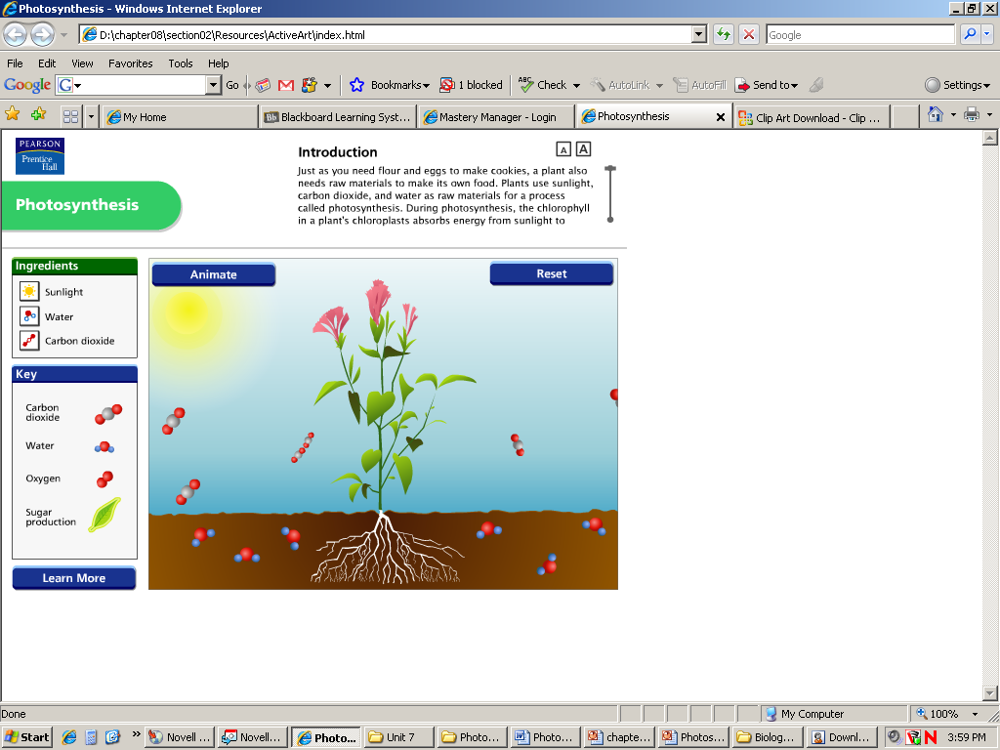 Photosynthesis - Windows Internet Explorer
D:\chapter08\section02\Resources\ActiveArt\index.html
Google
File Edit View Favorites Tools Help
Google G Go Bookmarks 1 blocked ABC Check AutoLink AutoFill Send to Settings
My Home Bb Blackboard Learning Syst... Mastery Manager - Login Photosynthesis Clip Art Download - Clip ...
PEARSON
Prentice
Hall
Photosynthesis
Introduction
A A
Just as you need flour and eggs to make cookies, a plant also
needs raw materials to make its own food. Plants use sunlight,
carbon dioxide, and water as raw materials for a process
called photosynthesis. During photosynthesis, the chlorophyll
in a plant's chloroplasts absorbs energy from sunlight to
Ingredients
Sunlight
Water
Carbon dioxide
Key
Carbon
dioxide
Water
Oxygen
Sugar
production
Learn More
Animate
Reset
Done My Computer 100%
Start Novell ... Novell... Photo... Unit 7 Photo... Photo... chapte... Photos... Biolog... Downl... N 3:59 PM